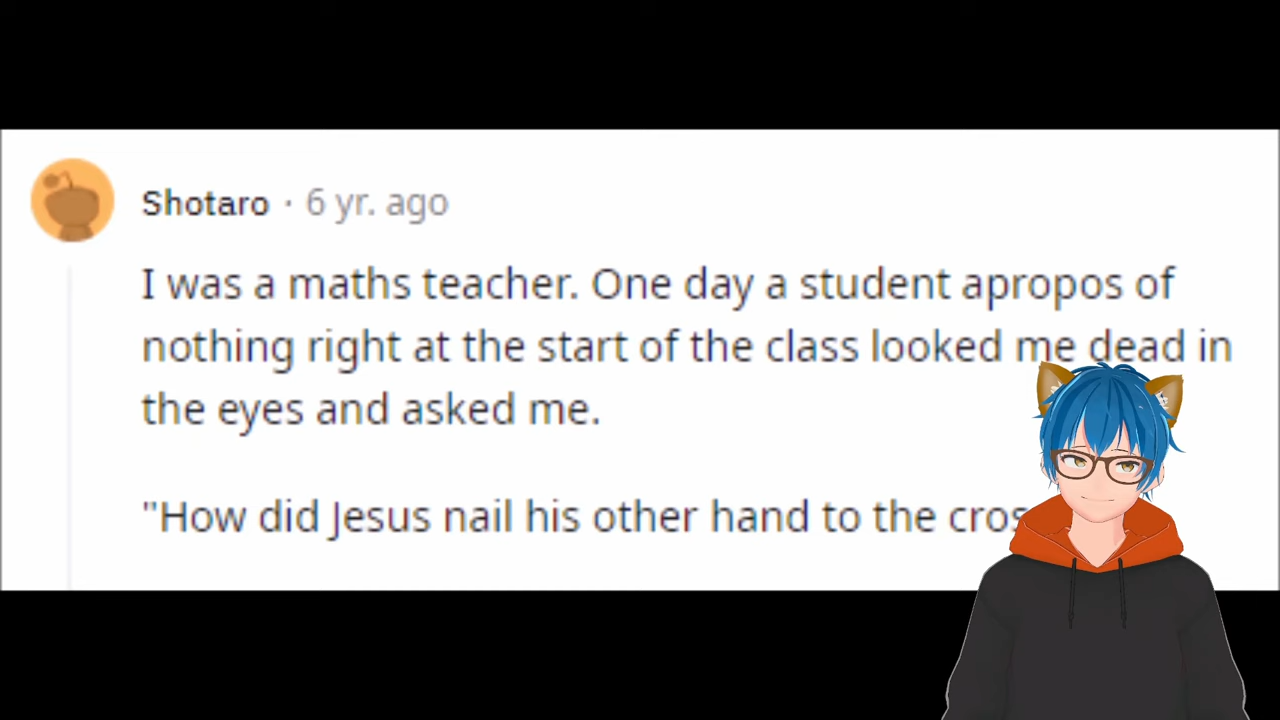 Shotaro · 6 yr. ago
I was a maths teacher. One day a student apropos of
nothing right at the start of the class looked me dead in
the eyes and asked me.
"How did Jesus nail his other hand to the